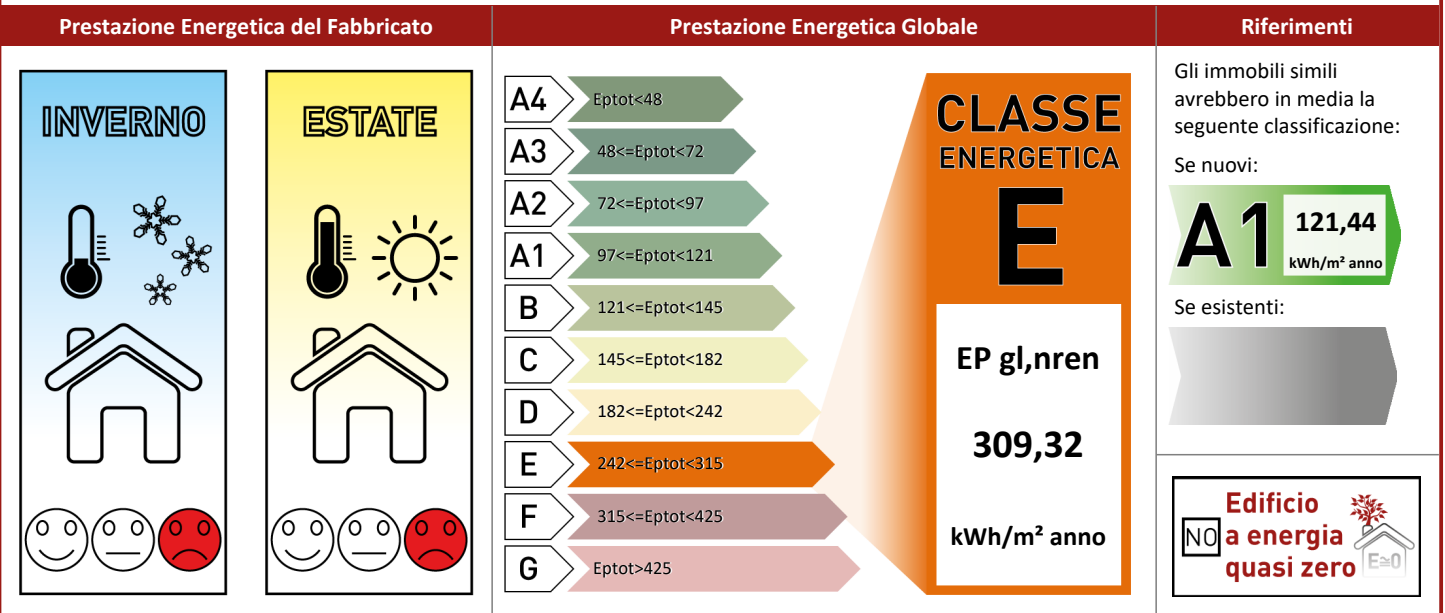 Prestazione Energetica del Fabbricato
Prestazione Energetica Globale
Riferimenti
INVERNO
ESTATE
A4 Eptot<48
A3 48<=Eptot<72
A2 72<=Eptot<97
A1 97<=Eptot<121
B 121<=Eptot<145
C 145<=Eptot<182
D 182<=Eptot<242
E 242<=Eptot<315
F 315<=Eptot<425
G Eptot>425
CLASSE
ENERGETICA
E
EP gl,nren
309,32
kWh/m² anno
Gli immobili simili
avrebbero in media la
seguente classificazione:
Se nuovi:
A1 121,44
kWh/m² anno
Se esistenti:
Edificio
NO a energia
quasi zero
E≅0